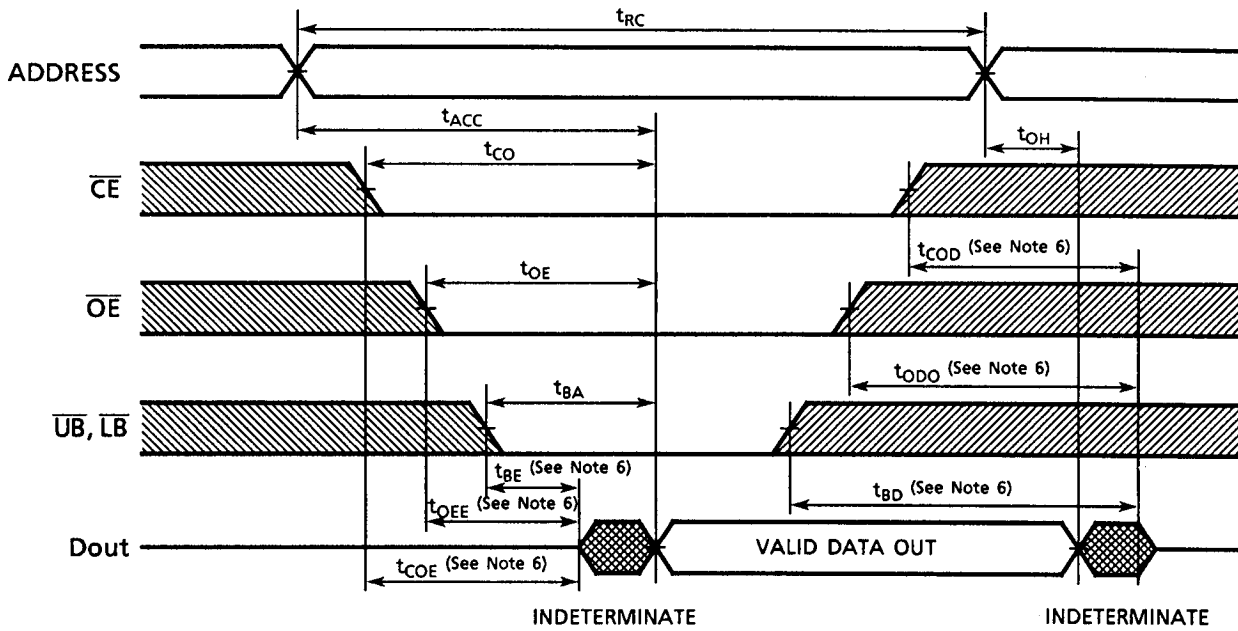 tRC
ADDRESS
tACC
tOH
tCO
CE
tCOD (See Note 6)
tOE
OE
tODO (See Note 6)
tBA
UB, LB
tBE (See Note 6)
tBD (See Note 6)
tOEE (See Note 6)
Dout
VALID DATA OUT
tCOE (See Note 6)
INDETERMINATE
INDETERMINATE